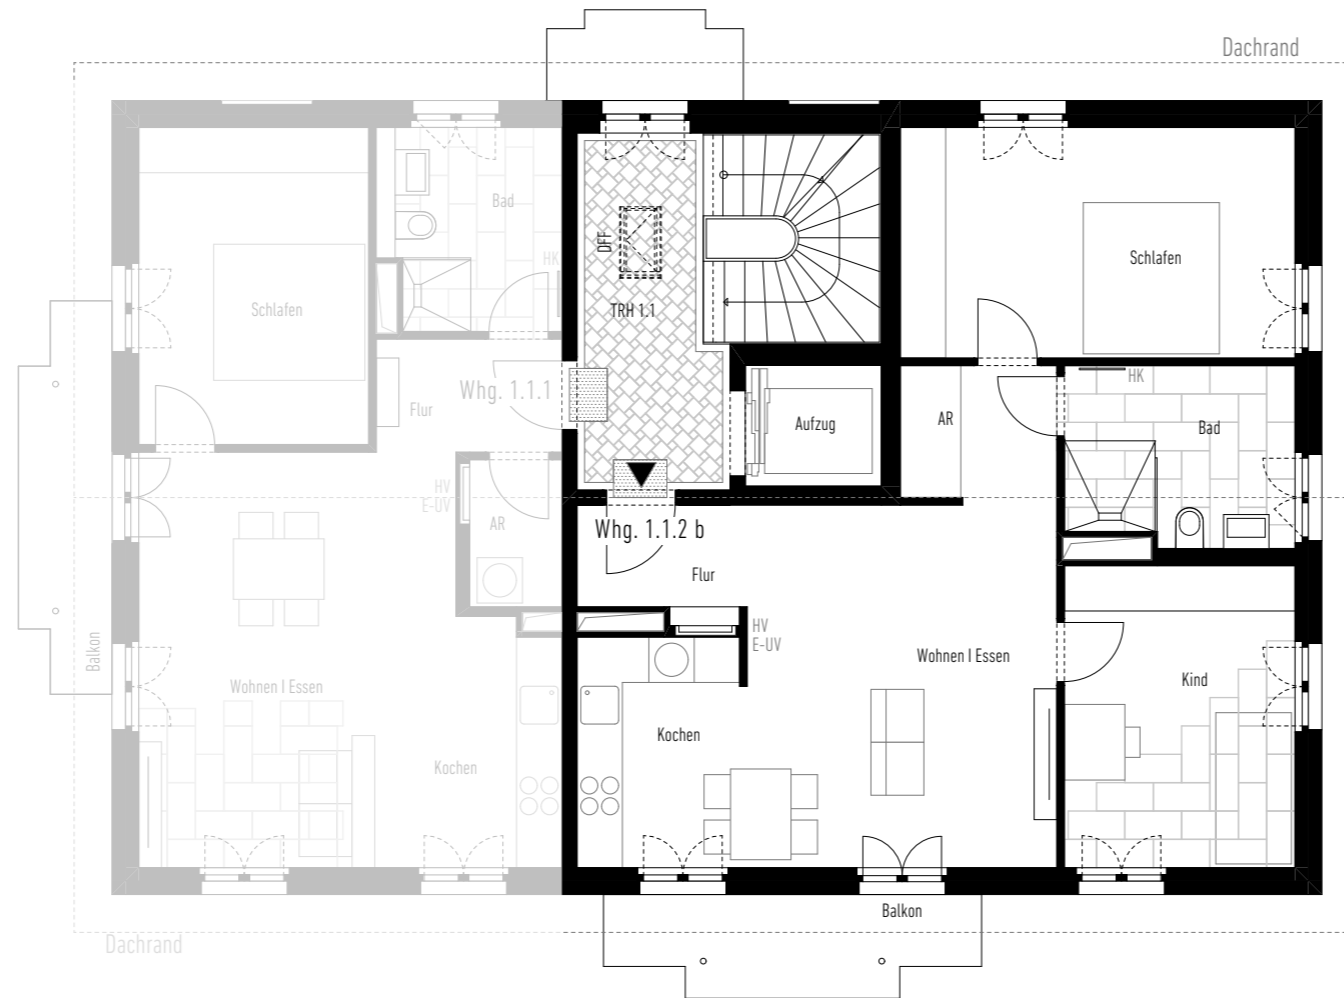 Dachrand
Bad
DFF
HK
Schlafen
Schlafen
TRH 1.1
HK
Whg. 1.1.1
Flur
Aufzug
AR
Bad
HV
E-UV
AR
Whg. 1.1.2 b
Flur
HV
E-UV
Balkon
Wohnen I Essen
Wohnen I Essen
Kind
Kochen
Kochen
Balkon
Dachrand